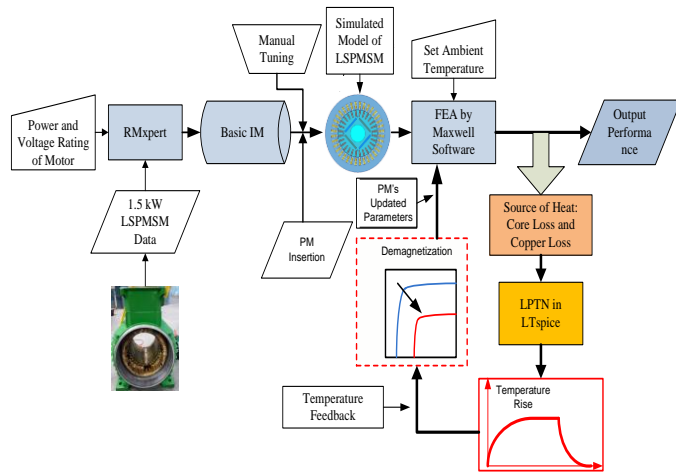 Manual
Tuning
Simulated
Model of
LSPMSM
Set Ambient
Temperature
Power and
Voltage Rating
of Motor
RMxpert
Basic IM
FEA by
Maxwell
Software
Output
Performa
nce
1.5 kW
LSPMSM
Data
PM
Insertion
PM's
Updated
Parameters
Source of Heat:
Core Loss and
Copper Loss
Demagnetization
LPTN in
LTspice
Temperature
Feedback
Temperature
Rise